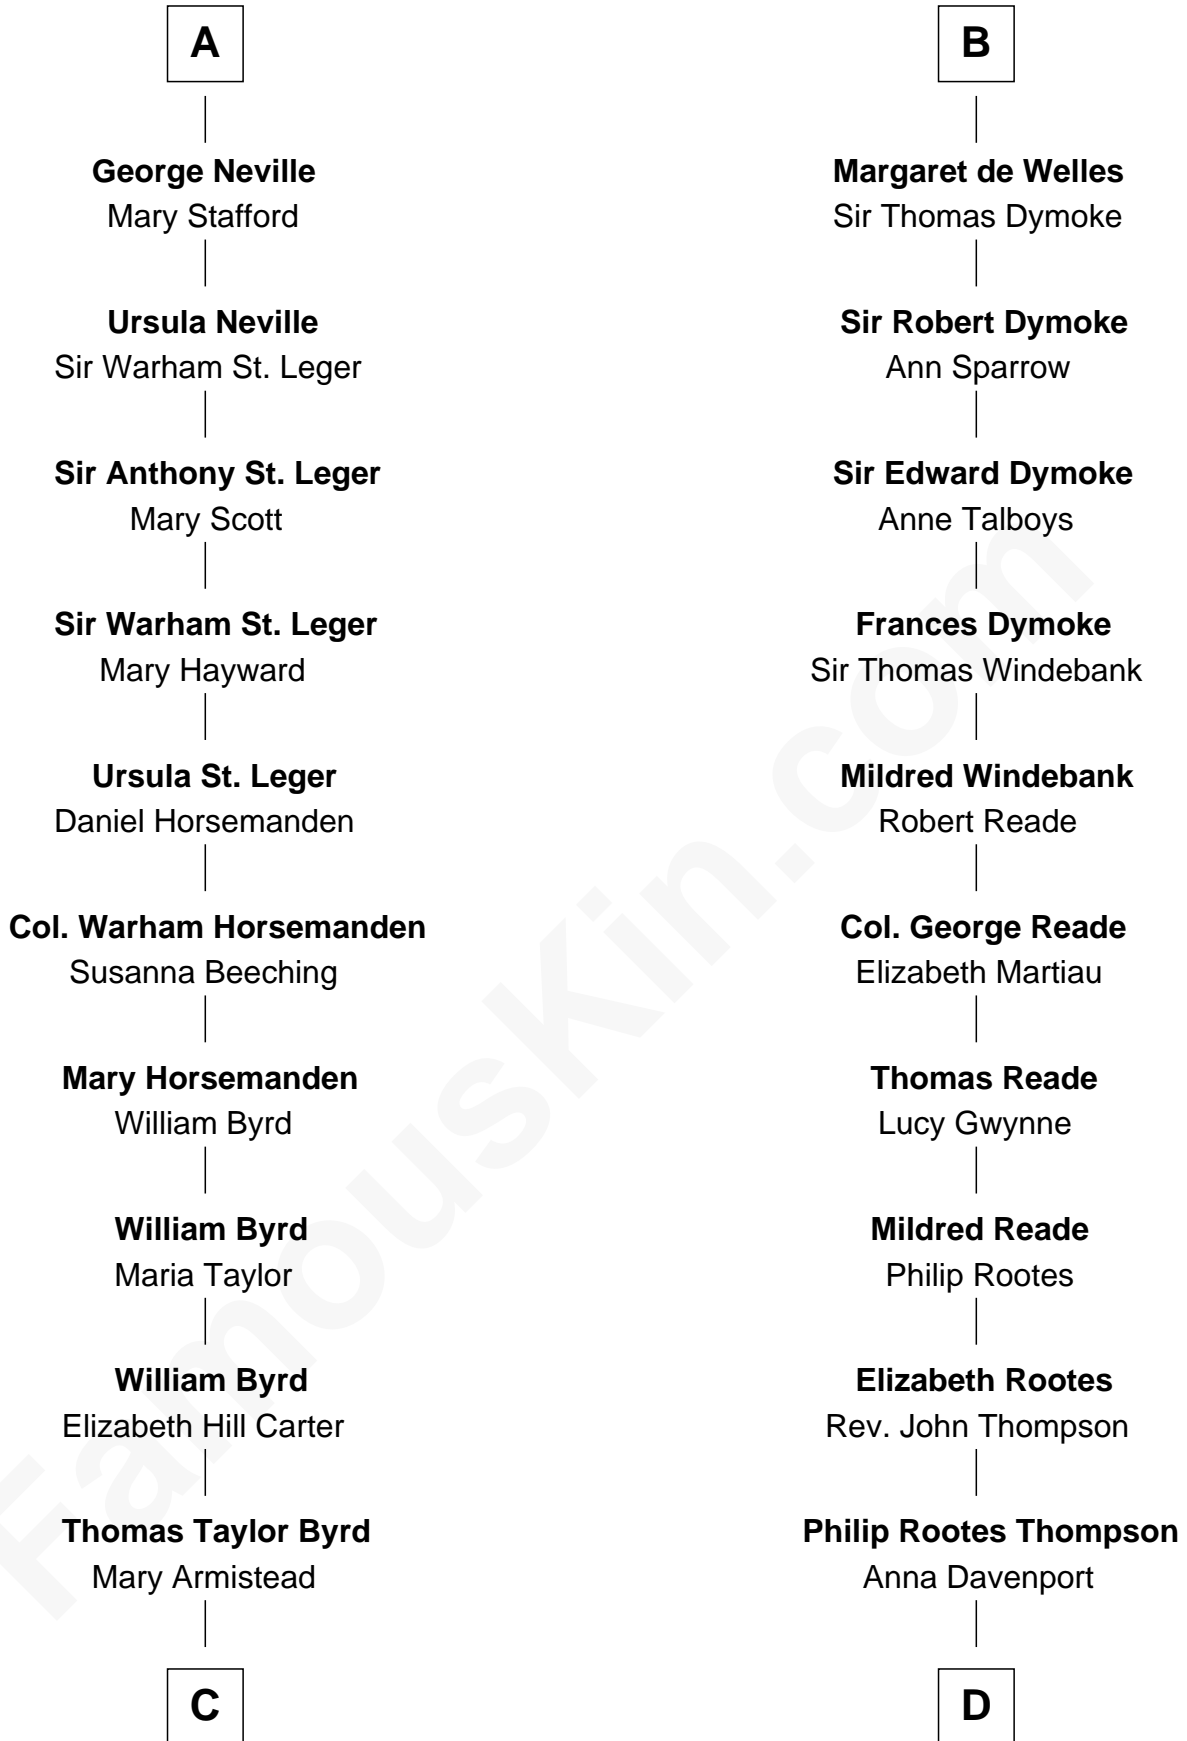 A
George Neville
Mary Stafford
Ursula Neville
Sir Warham St. Leger
Sir Anthony St. Leger
Mary Scott
Sir Warham St. Leger
Mary Hayward
Ursula St. Leger
Daniel Horsemanden
Col. Warham Horsemanden
Susanna Beeching
Mary Horsemanden
William Byrd
William Byrd
Maria Taylor
William Byrd
Elizabeth Hill Carter
Thomas Taylor Byrd
Mary Armistead
C
B
Margaret de Welles
Sir Thomas Dymoke
Sir Robert Dymoke
Ann Sparrow
Sir Edward Dymoke
Anne Talboys
Frances Dymoke
Sir Thomas Windebank
Mildred Windebank
Robert Reade
Col. George Reade
Elizabeth Martiau
Thomas Reade
Lucy Gwynne
Mildred Reade
Philip Rootes
Elizabeth Rootes
Rev. John Thompson
Philip Rootes Thompson
Anna Davenport
D
FamousKin.com